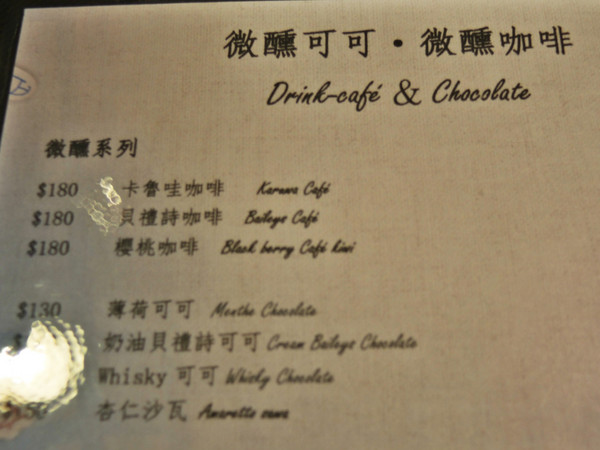 微醺可可·微醺咖啡
Drink-café & Chocolate
微醺系列
$180 卡魯哇咖啡 Karuwa Café
$180 貝禮詩咖啡 Baileys Café
$180 櫻桃咖啡 Black berry Café kiwi
$130 薄荷可可 Menthe Chocolate
奶油貝禮詩可可 Cream Baileys Chocolate
Whisky 可可 Whisky Chocolate
杏仁沙瓦 Amaretto sawa